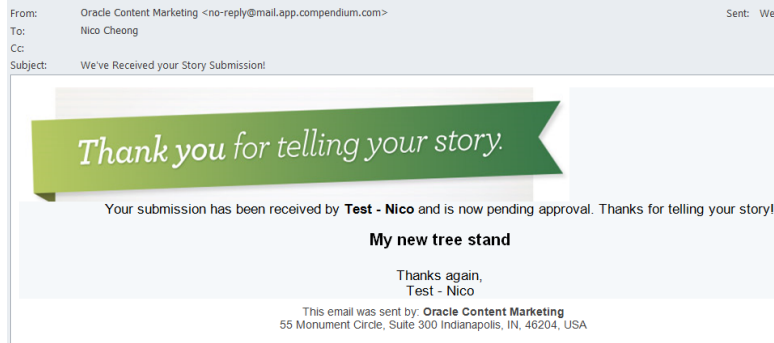 From: Oracle Content Marketing <no-reply@mail.app.compendium.com> Sent: We
To: Nico Cheong
Cc:
Subject: We've Received your Story Submission!
Thank you for telling your story.
Your submission has been received by Test - Nico and is now pending approval. Thanks for telling your story!
My new tree stand
Thanks again,
Test - Nico
This email was sent by: Oracle Content Marketing
55 Monument Circle, Suite 300 Indianapolis, IN, 46204, USA